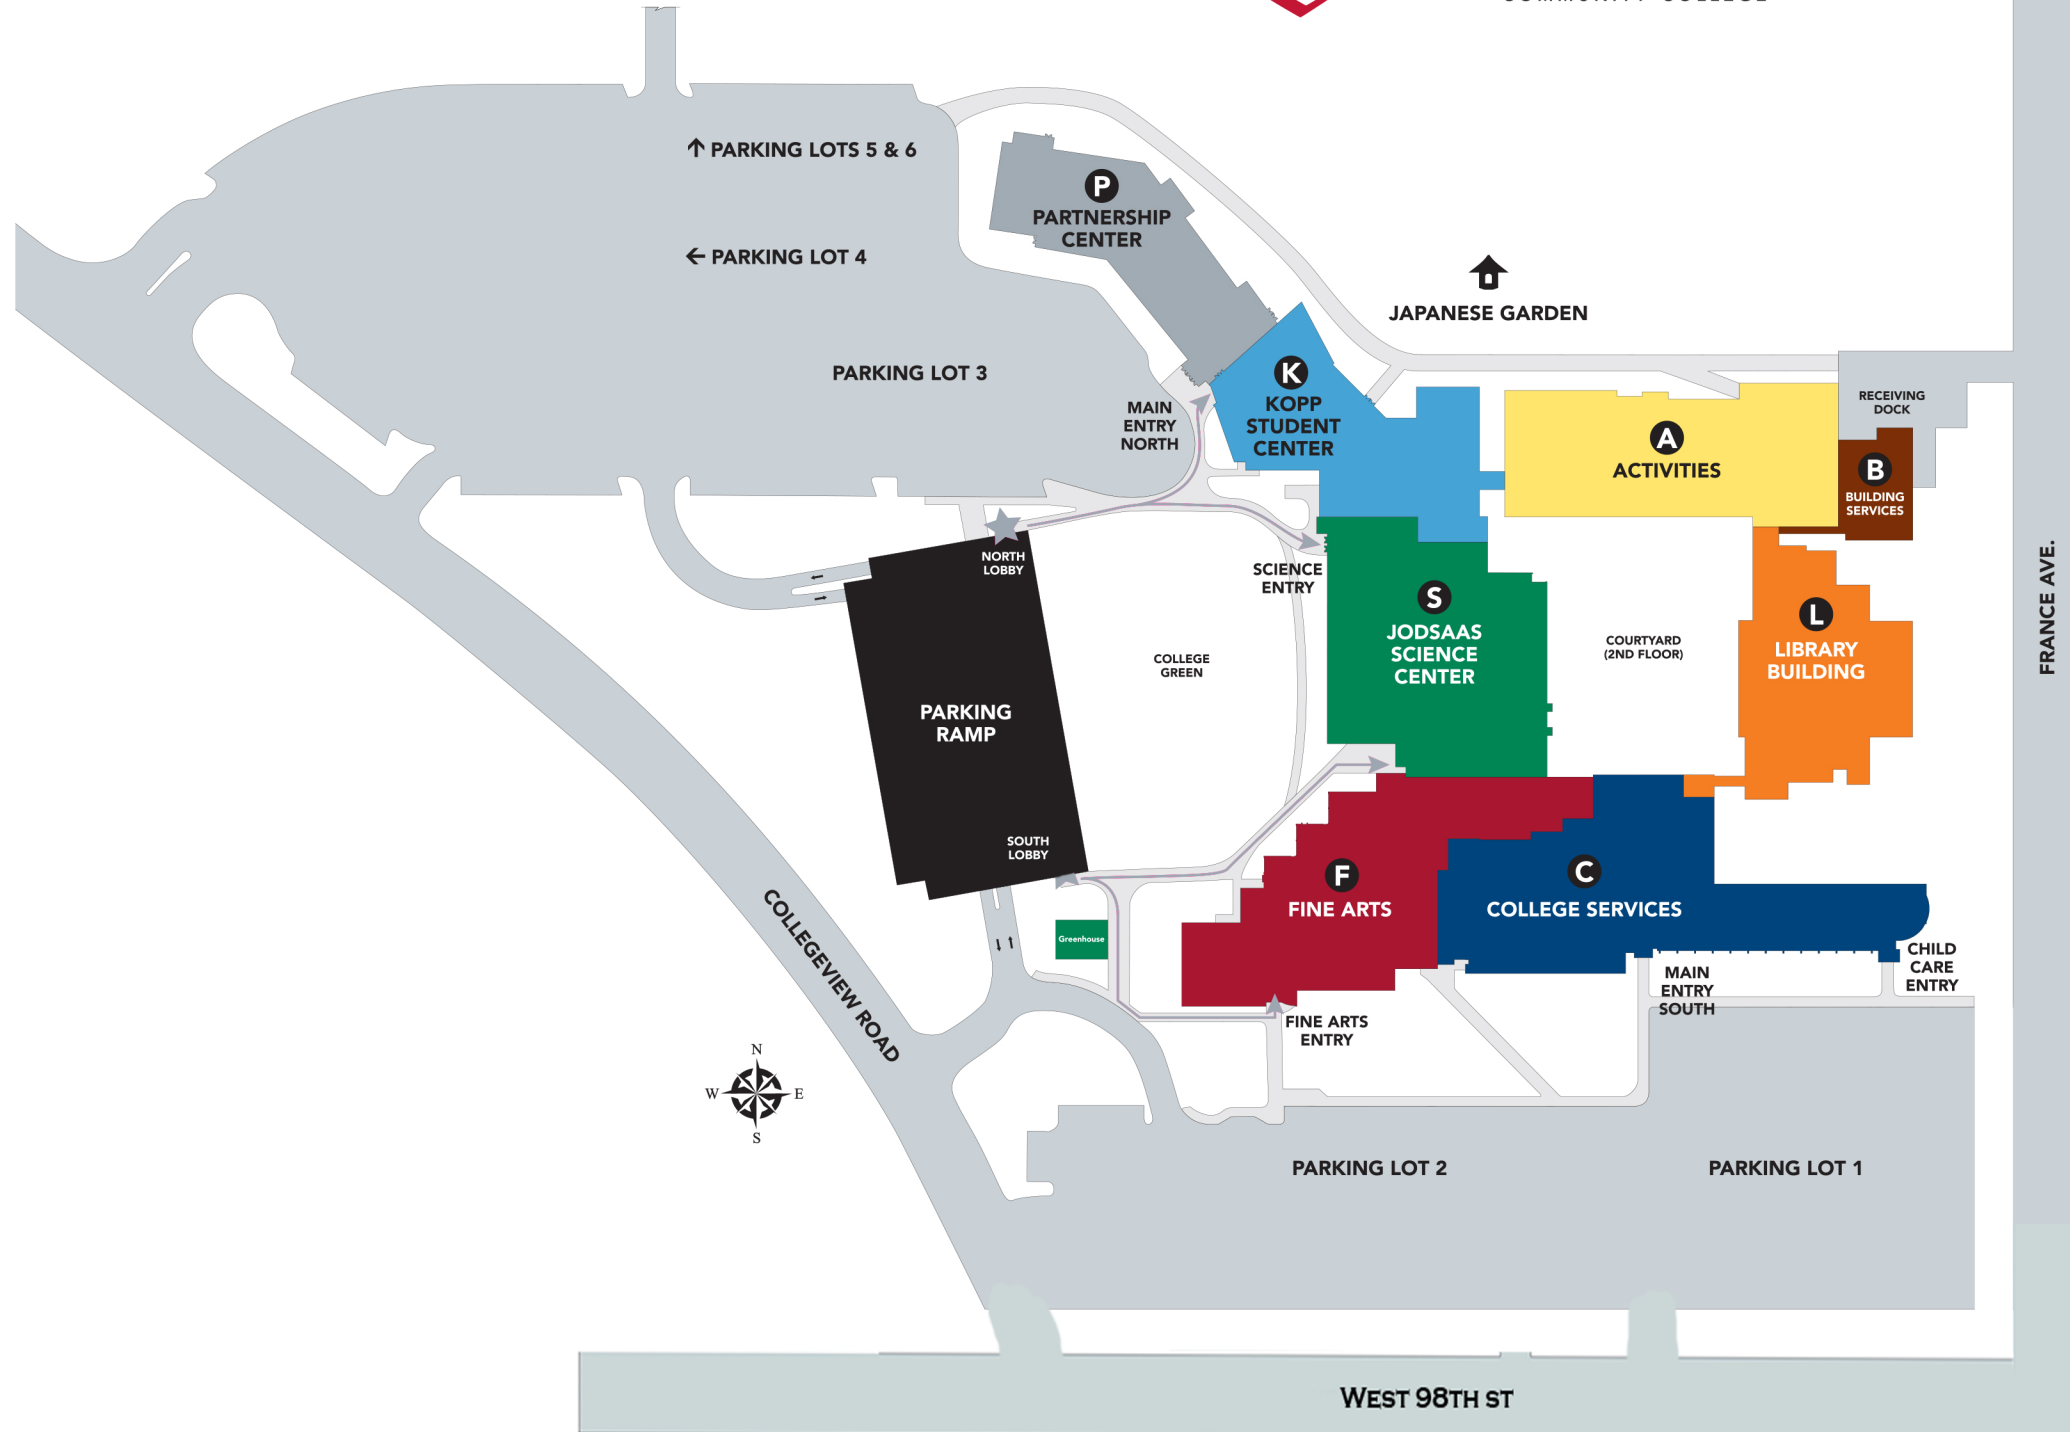 COMMUNITY COLLEGE
↑ PARKING LOTS 5 & 6
← PARKING LOT 4
PARKING LOT 3
P
PARTNERSHIP
CENTER
JAPANESE GARDEN
MAIN
ENTRY
NORTH
K
KOPP
STUDENT
CENTER
A
ACTIVITIES
RECEIVING
DOCK
B
BUILDING
SERVICES
NORTH
LOBBY
SCIENCE
ENTRY
S
JODSAAS
SCIENCE
CENTER
COURTYARD
(2ND FLOOR)
L
LIBRARY
BUILDING
FRANCE AVE.
COLLEGE
GREEN
PARKING
RAMP
SOUTH
LOBBY
F
FINE ARTS
C
COLLEGE SERVICES
Greenhouse
COLLEGEVIEW ROAD
MAIN
ENTRY
SOUTH
CHILD
CARE
ENTRY
FINE ARTS
ENTRY
N
W E
S
PARKING LOT 2
PARKING LOT 1
WEST 98TH ST